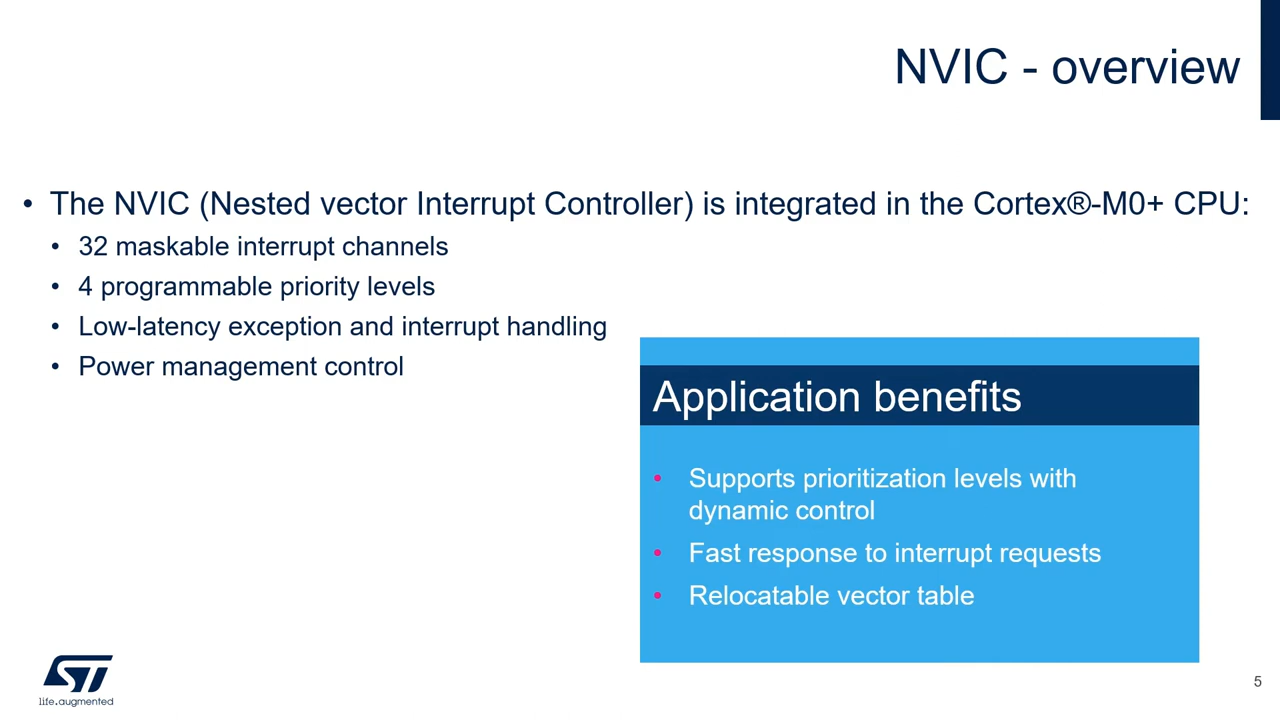 NVIC - overview
• The NVIC (Nested vector Interrupt Controller) is integrated in the Cortex®-M0+ CPU:
• 32 maskable interrupt channels
• 4 programmable priority levels
• Low-latency exception and interrupt handling
• Power management control
Application benefits
• Supports prioritization levels with
dynamic control
• Fast response to interrupt requests
• Relocatable vector table
ST
life.augmented
5